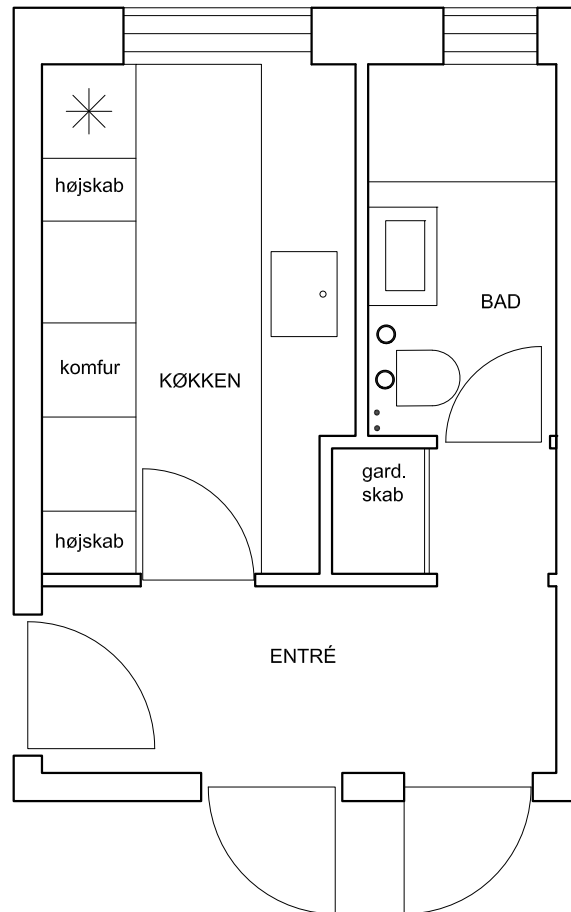 højskab
BAD
komfur
KØKKEN
gard.
skab
højskab
ENTRÉ